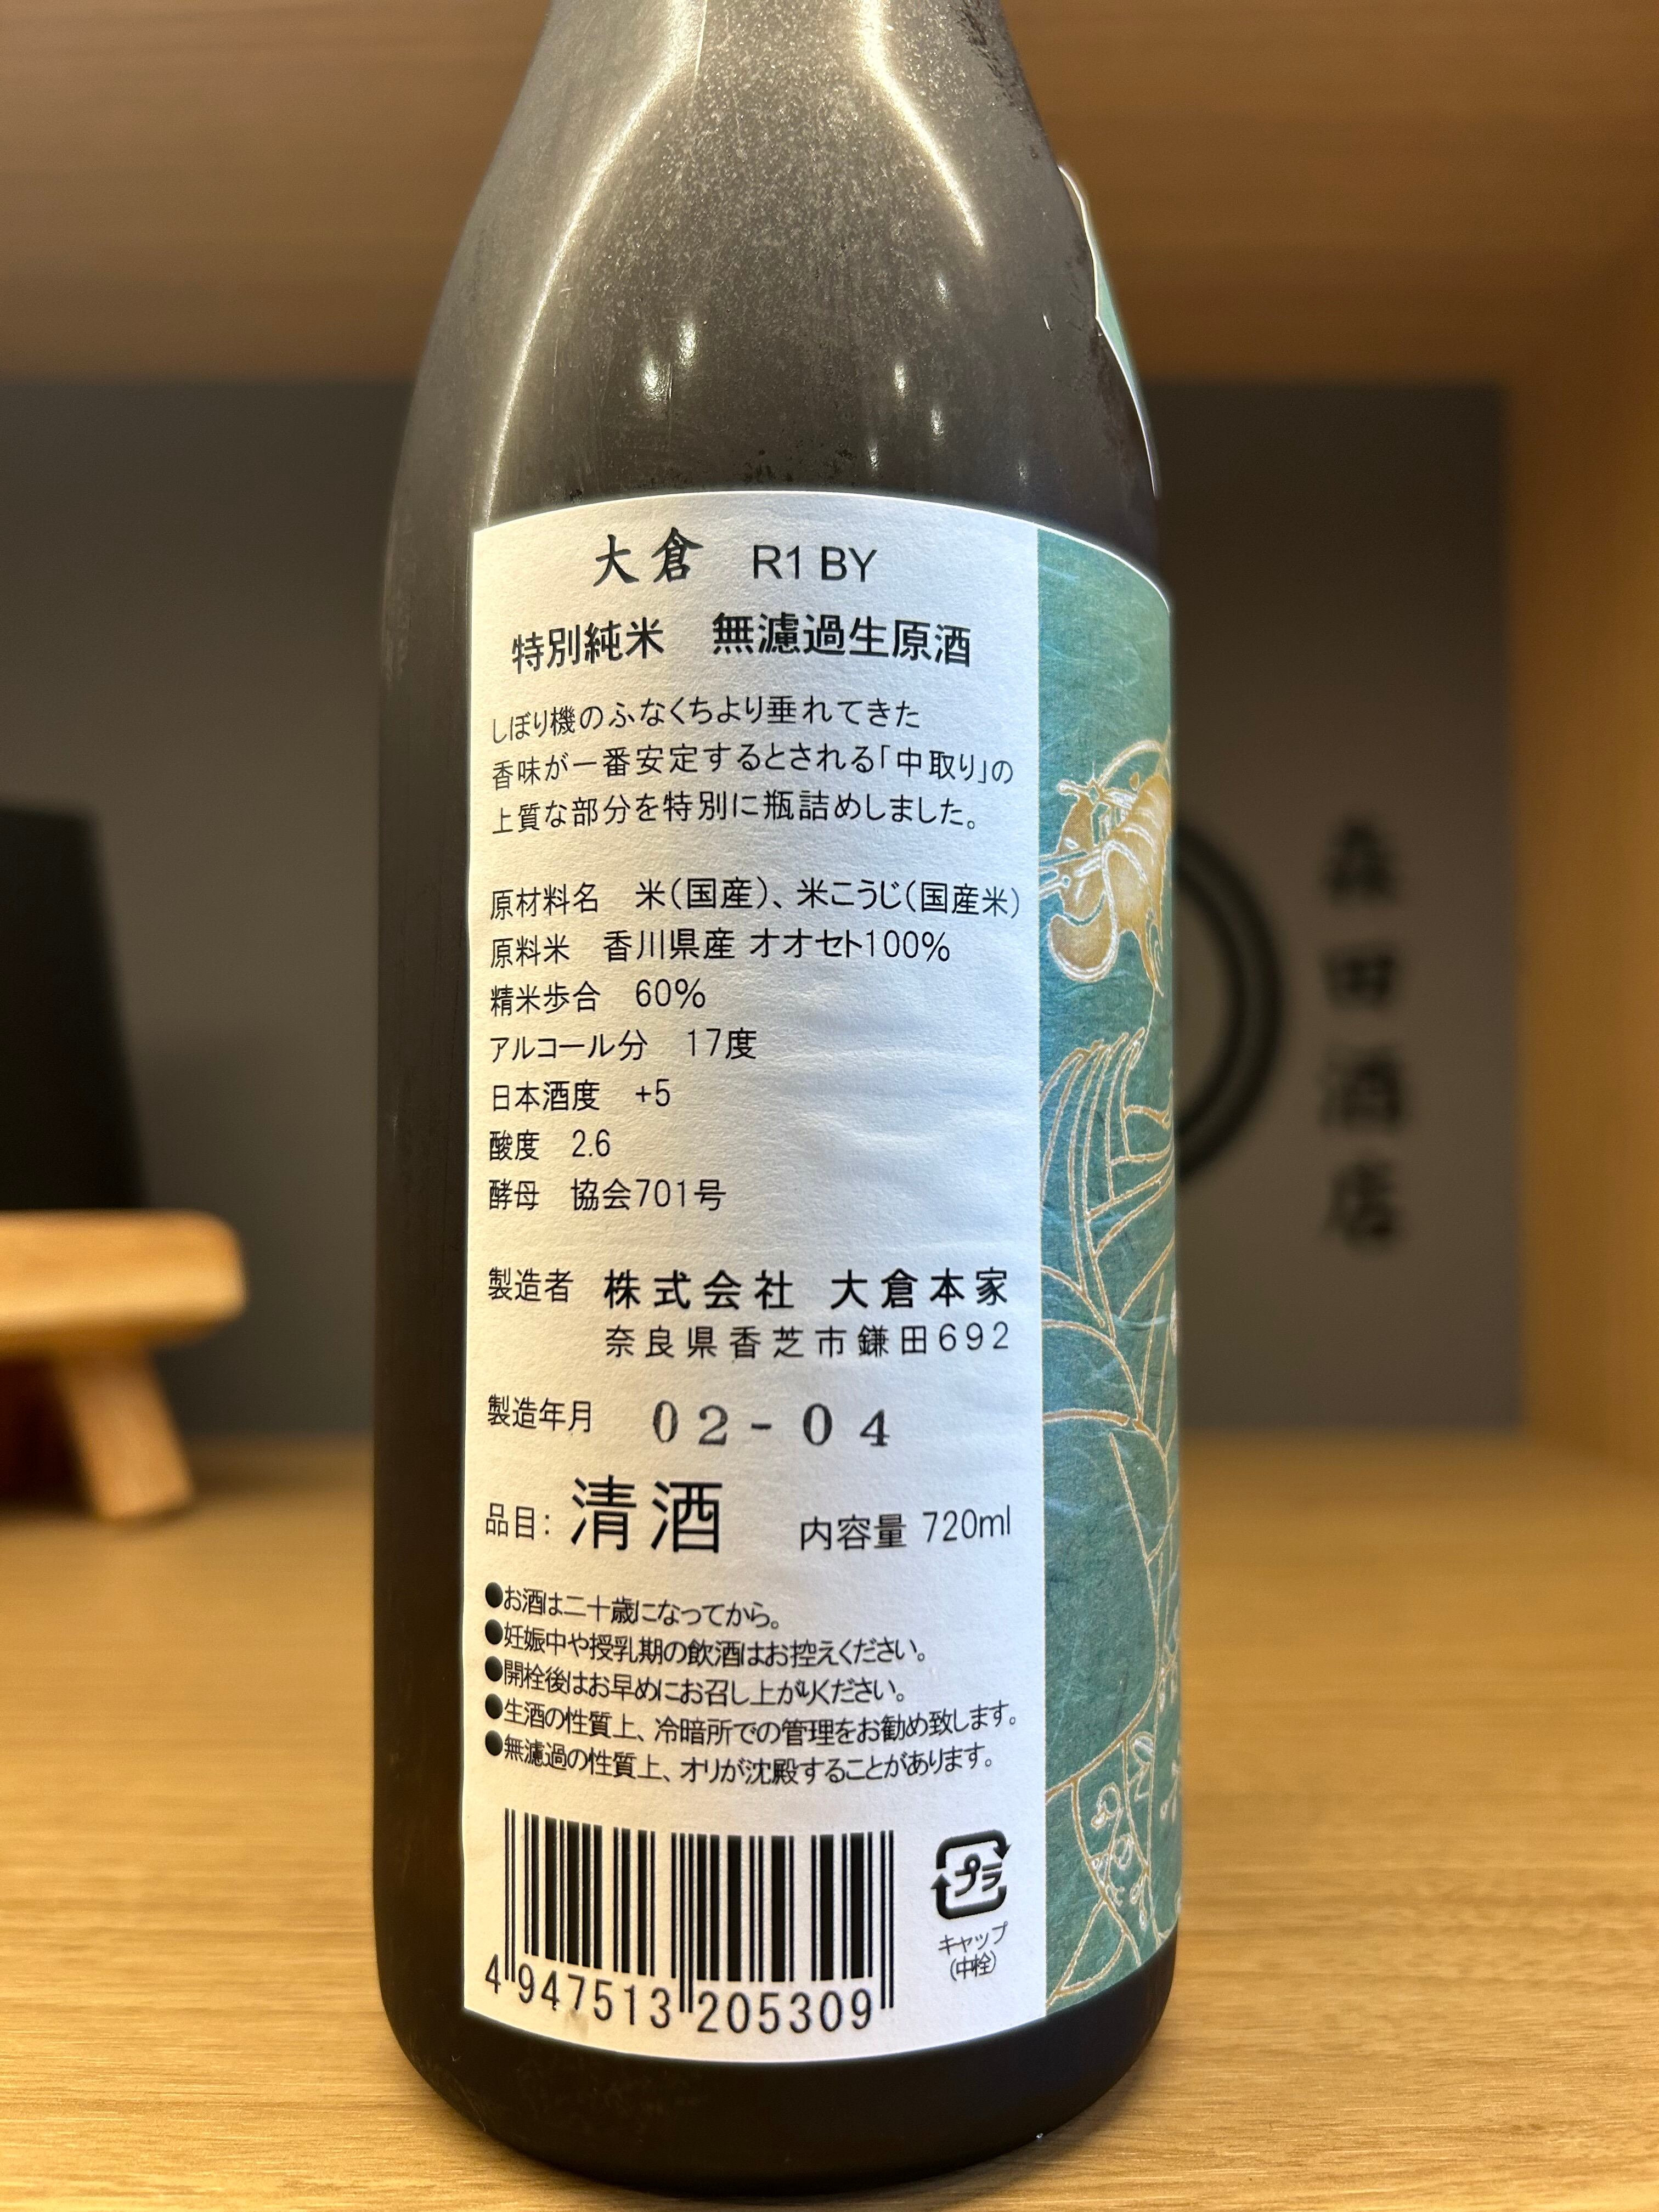 大倉 R1 BY
特別純米 無濾過生原酒
しぼり機のふなくちより垂れてきた
香味が一番安定するとされる「中取り」の
上質な部分を特別に瓶詰めしました。
原材料名 米(国産)、米こうじ(国産米)
原料米 香川県産 オオセト100%
精米歩合 60%
アルコール分 17度
日本酒度 +5
酸度 2.6
酵母 協会701号
製造者 株式会社 大倉本家
奈良県香芝市鎌田692
製造年月 02-04
品目: 清酒 内容量 720ml
●お酒は二十歳になってから。
●妊娠中や授乳期の飲酒はお控えください。
●開栓後はお早めにお召し上がりください。
●生酒の性質上、冷暗所での管理をお勧め致します。
●無濾過の性質上、オリが沈殿することがあります。
4 947513 205309
プラ
キャップ
(中栓)
森田酒店